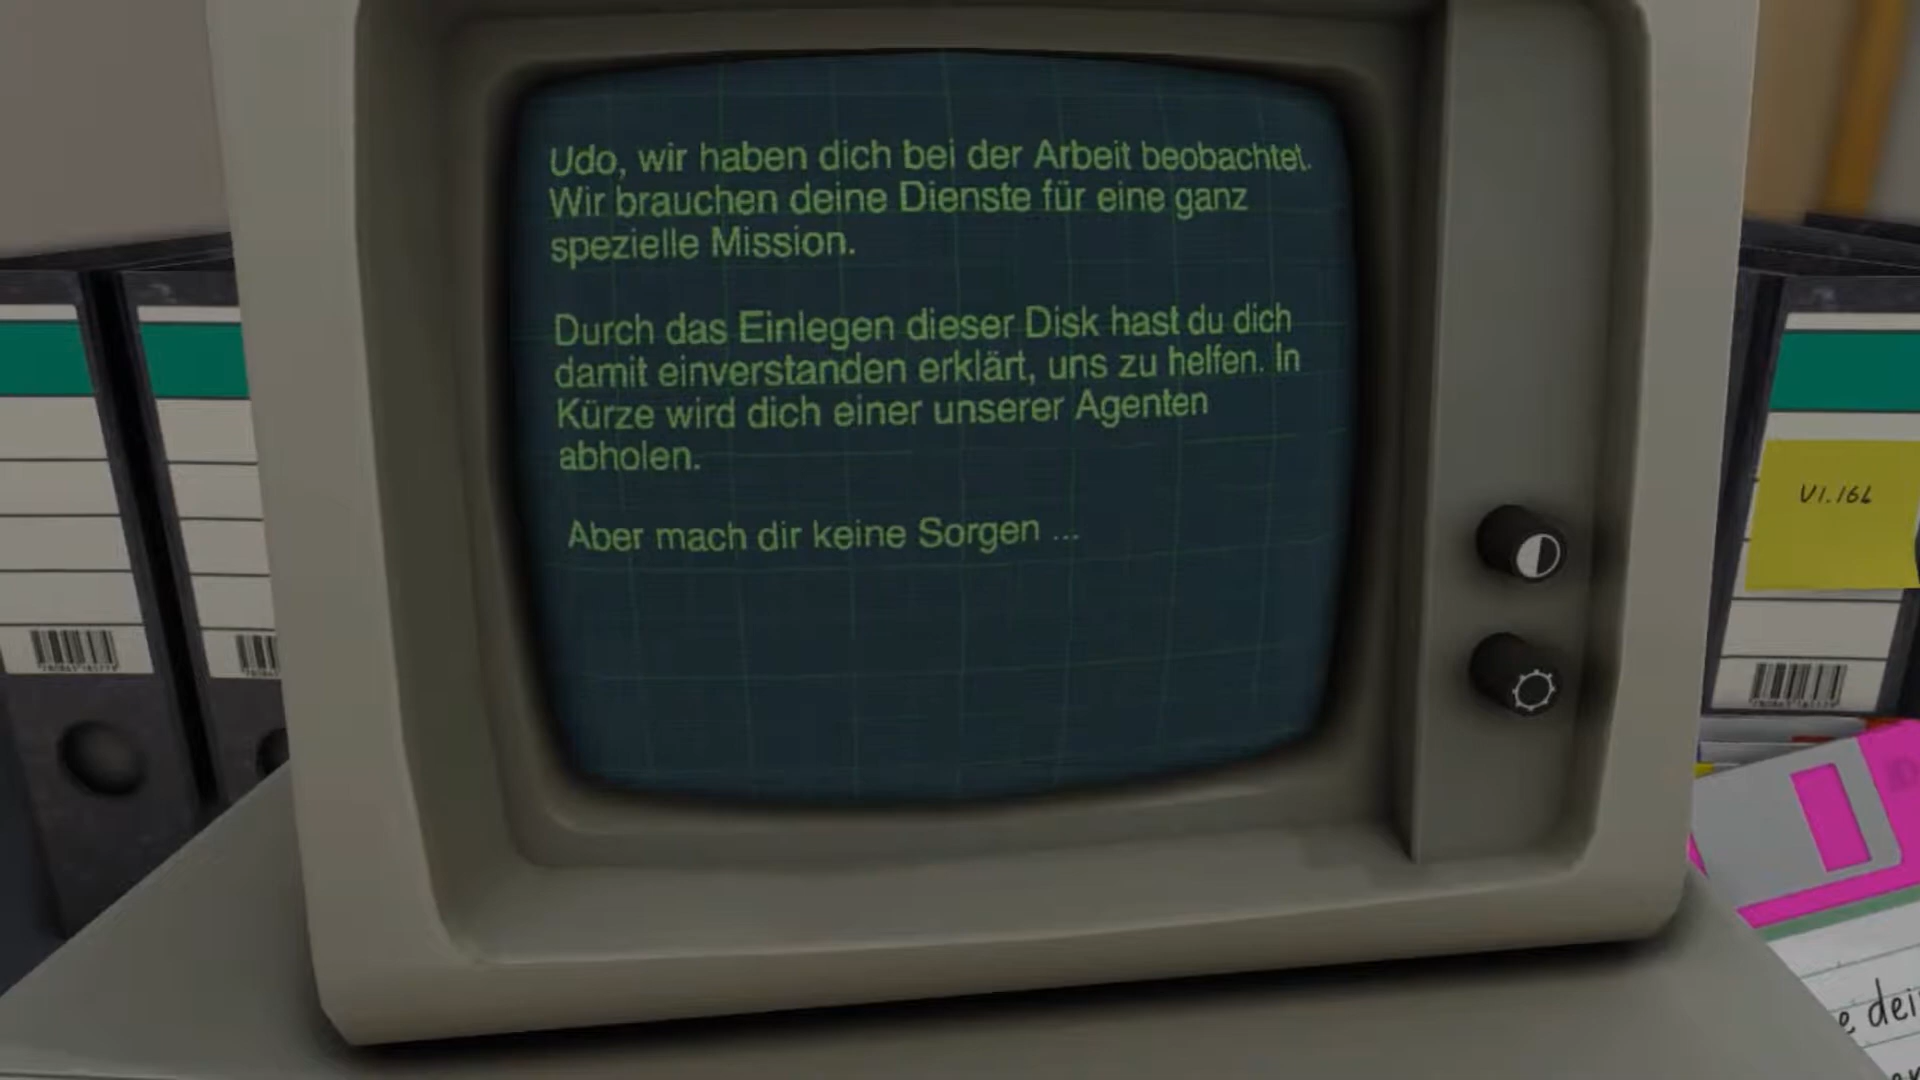 Udo, wir haben dich bei der Arbeit beobachtet.
Wir brauchen deine Dienste für eine ganz
spezielle Mission.
Durch das Einlegen dieser Disk hast du dich
damit einverstanden erklärt, uns zu helfen. In
Kürze wird dich einer unserer Agenten
abholen.
Aber mach dir keine Sorgen ...
V1.16L